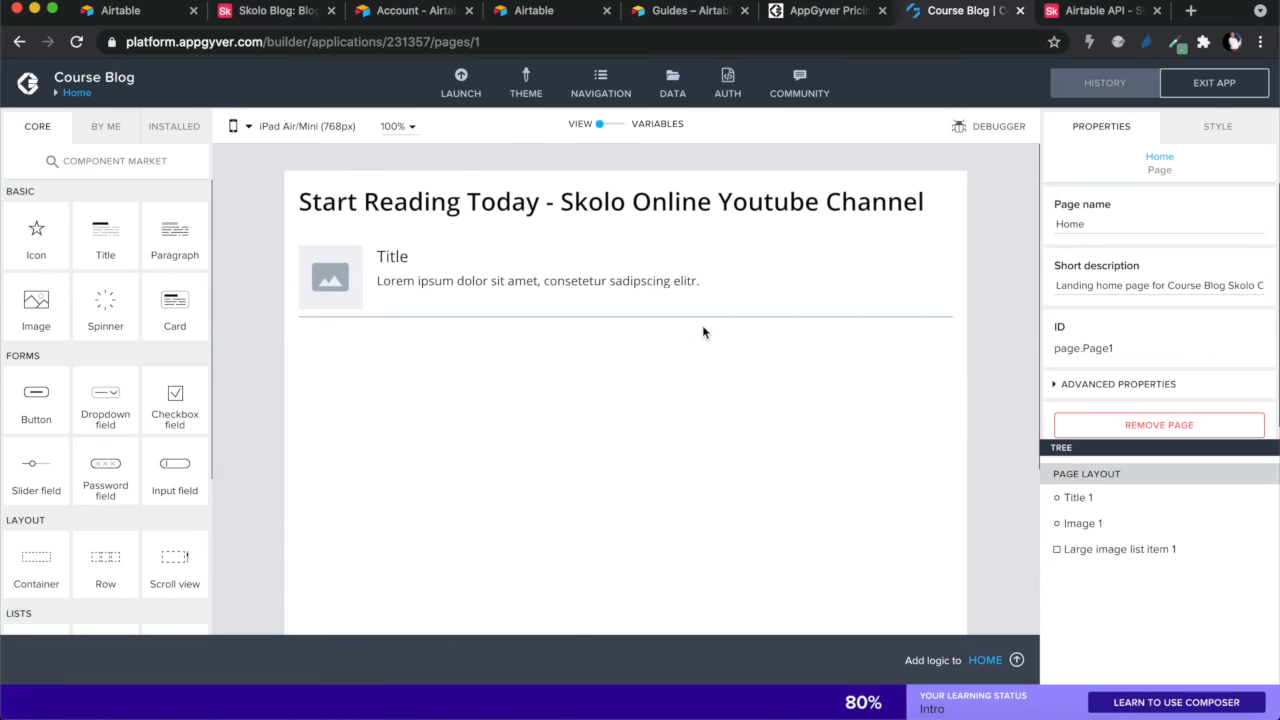 Airtable
Skolo Blog: Blog
Account - Airtab
Airtable
Guides – Airtabl
AppGyver Pricin
Course Blog | C
Airtable API - S
platform.appgyver.com/builder/applications/231357/pages/1
Course Blog
Home
LAUNCH
THEME
NAVIGATION
DATA
AUTH
COMMUNITY
HISTORY
EXIT APP
CORE
BY ME
INSTALLED
iPad Air/Mini (768px)
100%
VIEW
VARIABLES
DEBUGGER
PROPERTIES
STYLE
COMPONENT MARKET
BASIC
Icon
Title
Paragraph
Image
Spinner
Card
FORMS
Button
Dropdown
field
Checkbox
field
Slider field
Password
field
Input field
LAYOUT
Container
Row
Scroll view
LISTS
Start Reading Today - Skolo Online Youtube Channel
Title
Lorem ipsum dolor sit amet, consetetur sadipscing elitr.
Home
Page
Page name
Home
Short description
Landing home page for Course Blog Skolo C
ID
page.Page1
ADVANCED PROPERTIES
REMOVE PAGE
TREE
PAGE LAYOUT
Title 1
Image 1
Large image list item 1
Add logic to HOME
80%
YOUR LEARNING STATUS
Intro
LEARN TO USE COMPOSER